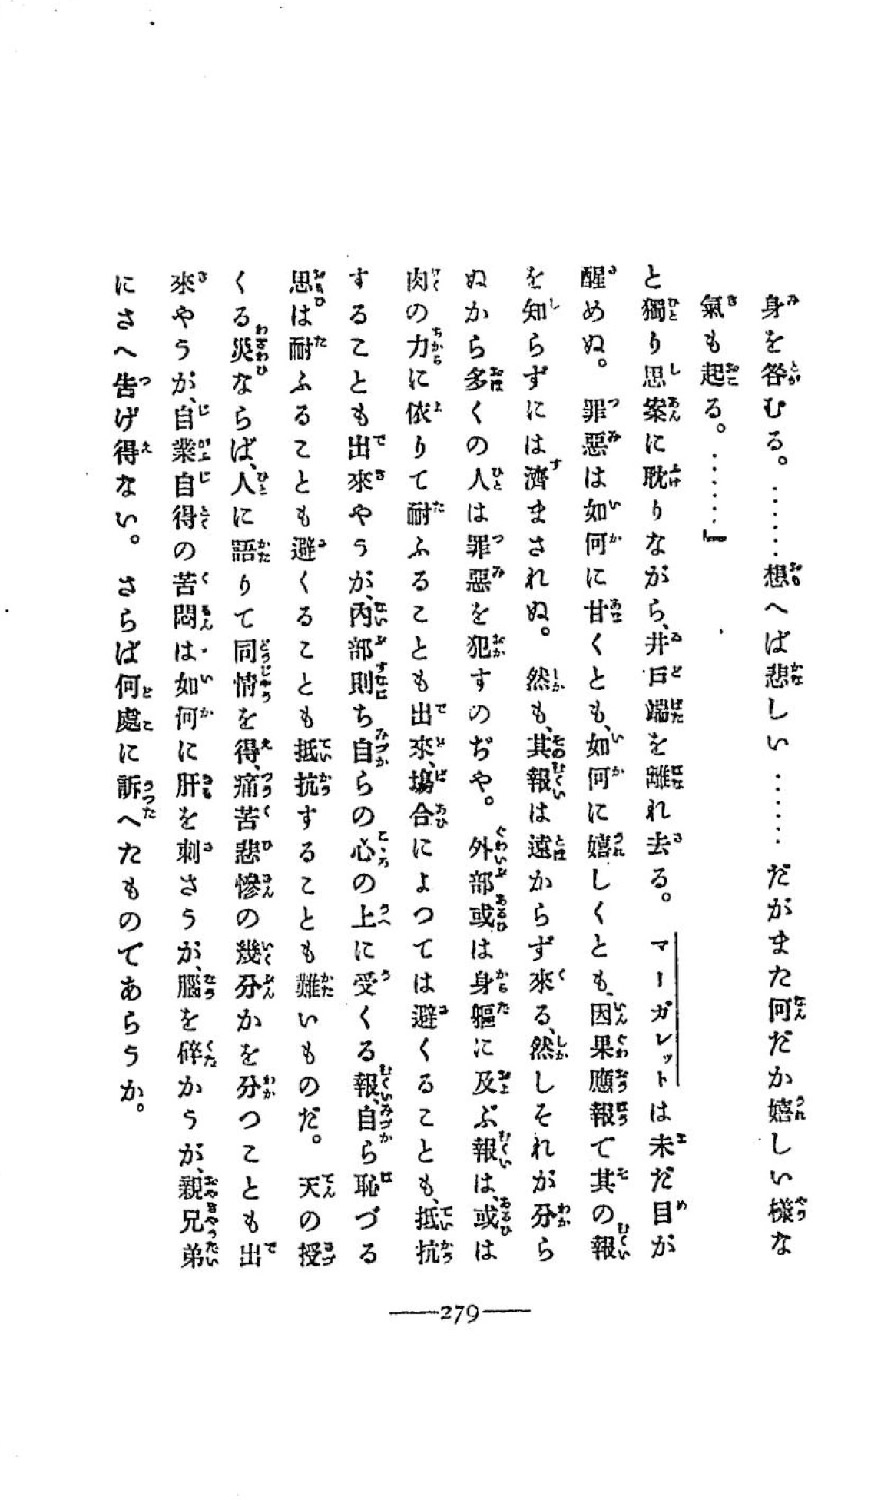 身を咎むる。……想へば悲しい……だがまた何だか嬉しい樣な
氣も起る。……』
と獨り思案に耽りながら、井戸端を離れ去る。マーガレットは未だ目が
醒めぬ。罪惡は如何に甘くとも、如何に嬉しくとも、因果應報て其の報
を知らずには濟まされぬ。然も、其報は遠からず來る、然しそれが分ら
ぬから多くの人は罪惡を犯すのぢや。外部或は身軀に及ぶ報は、或は
肉の力に依りて耐ふることも出來、塲合によつては避くることも、抵抗
することも出來やうが、內部則ち自からの心の上に受くる報、自ら恥づる
思は耐ふることも避くることも抵抗することも難いものだ。天の授
くる災ならば、人に語りて同情を得、痛苦悲慘の幾分かを分つことも出
來やうが、自業自得の苦悶は如何に肝を刺さうが、腦を碎かうが、親兄弟
にさへ告げ得ない。さらば何處に訴へたものてあらうか。
279